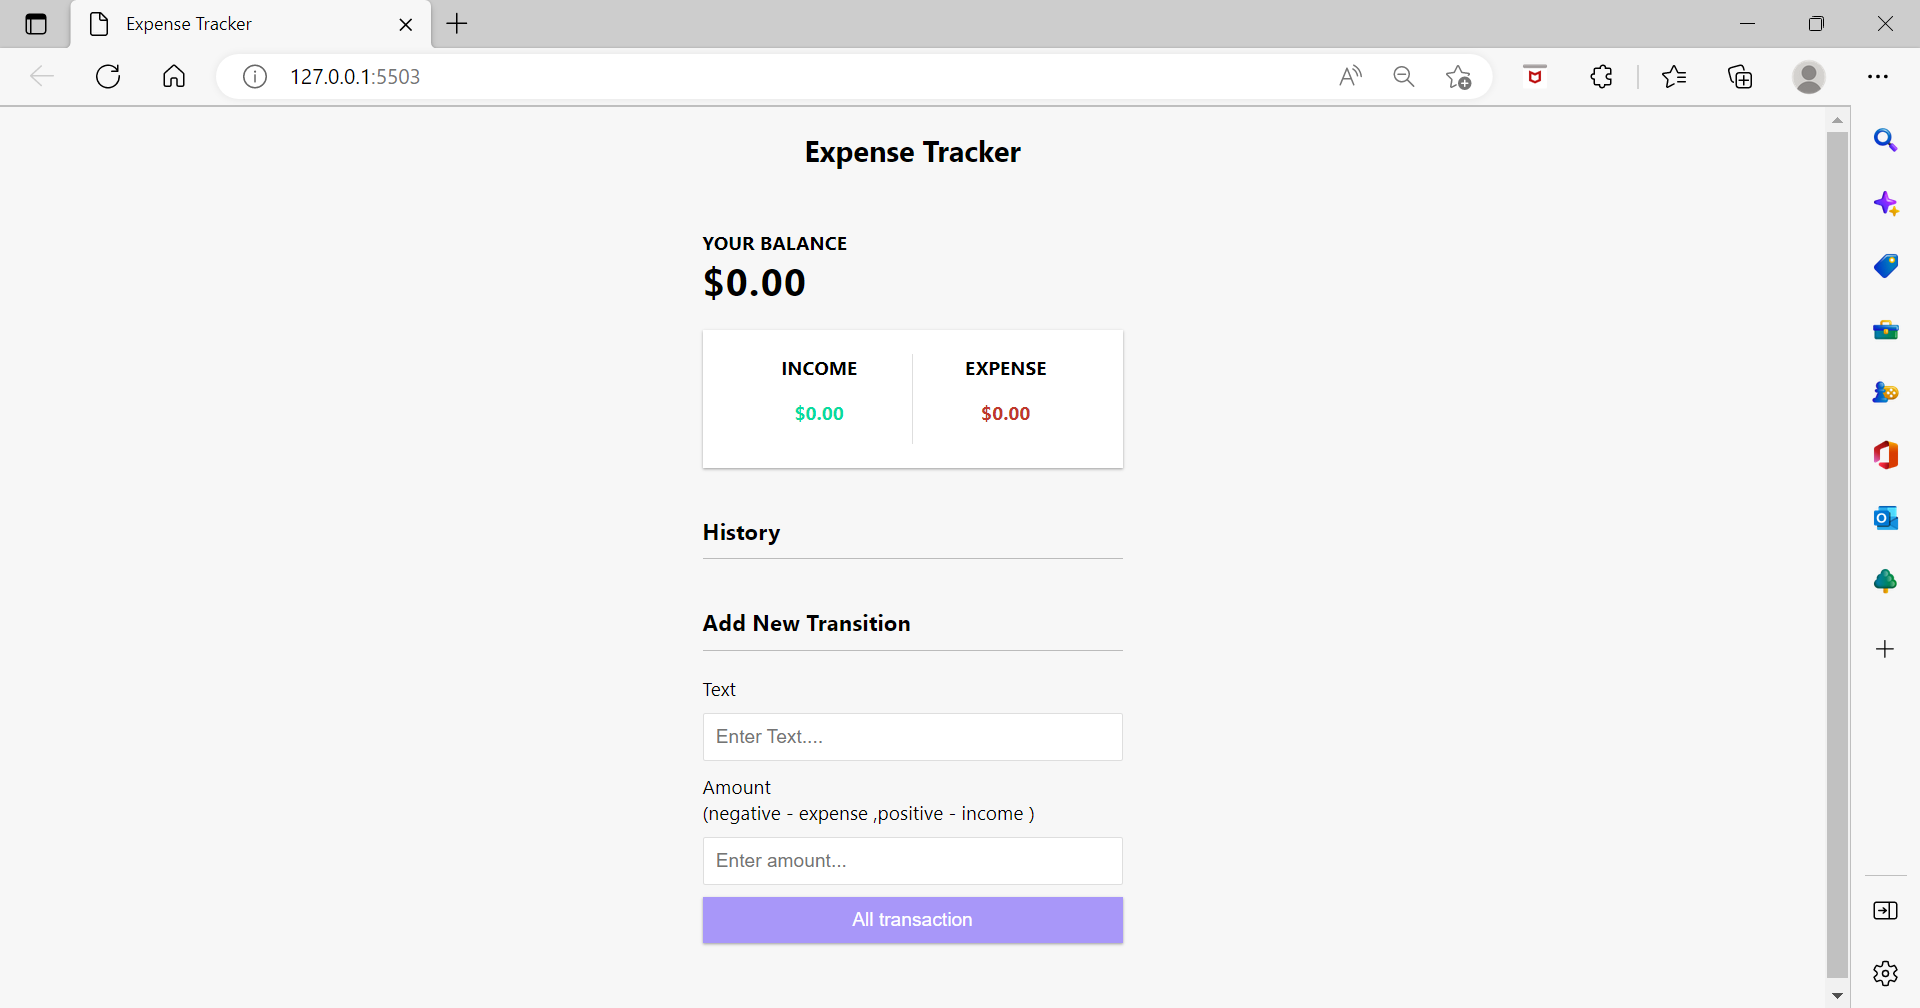 Expense Tracker
127.0.0.1:5503
Expense Tracker
YOUR BALANCE
$0.00
INCOME EXPENSE
$0.00 $0.00
History
Add New Transition
Text
Enter Text....
Amount
(negative - expense ,positive - income )
Enter amount...
All transaction